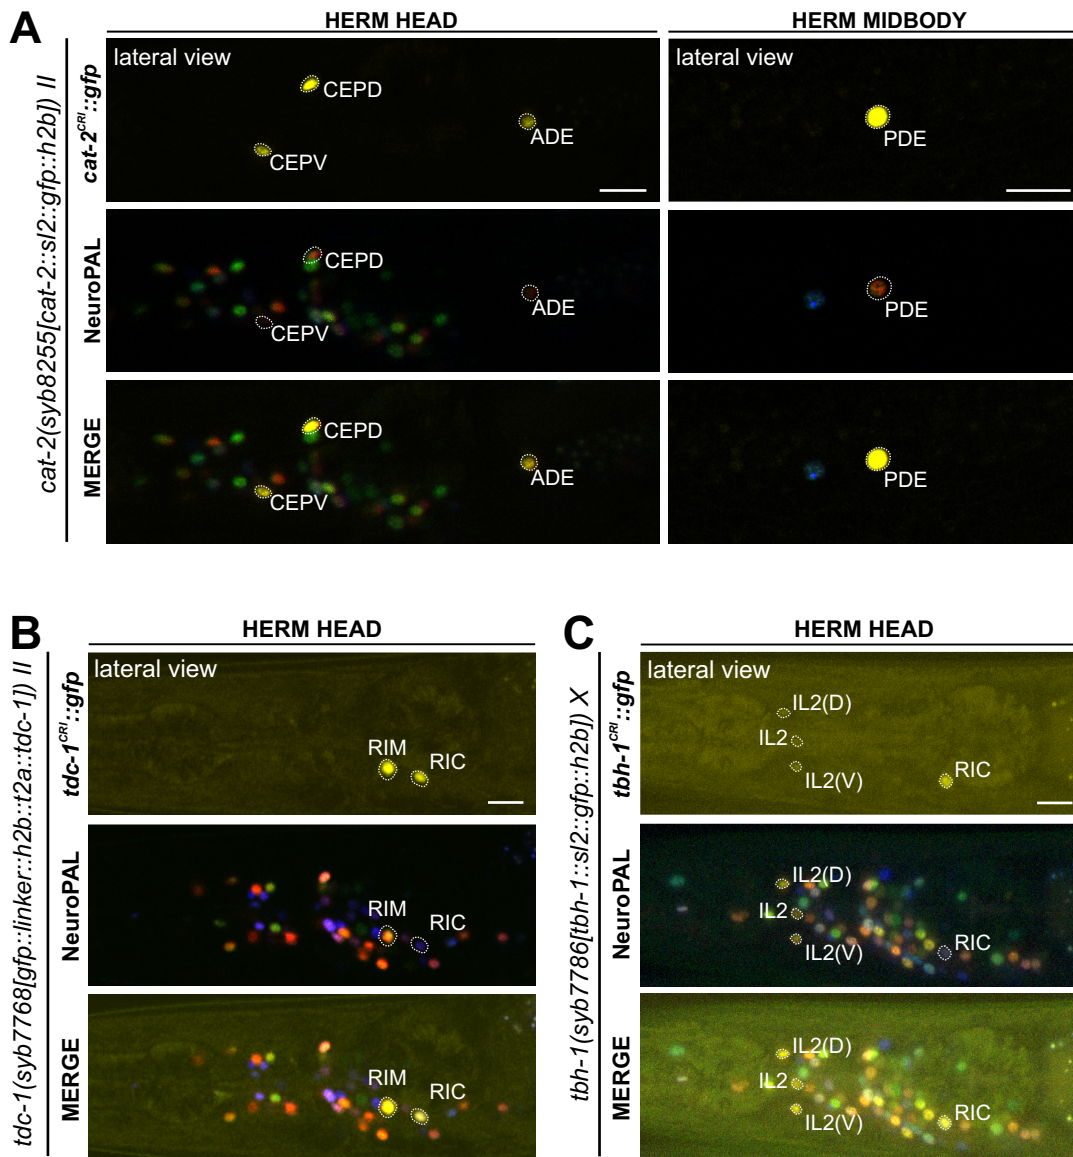 A
HERM HEAD
HERM MIDBODY
cat-2(syb8255[cat-2::sl2::gfp::h2b]) II
cat-2CRI::gfp
lateral view
CEPD
CEPV
ADE
lateral view
PDE
NeuroPAL
CEPD
CEPV
ADE
PDE
MERGE
CEPD
CEPV
ADE
PDE
B
HERM HEAD
tdc-1(syb7768[gfp::linker::h2b::t2a::tdc-1]) II
tdc-1CRI::gfp
lateral view
RIM
RIC
NeuroPAL
RIM
RIC
MERGE
RIM
RIC
C
HERM HEAD
tbh-1(syb7786[tbh-1::sl2::gfp::h2b]) X
tbh-1CRI::gfp
lateral view
IL2(D)
IL2
IL2(V)
RIC
NeuroPAL
IL2(D)
IL2
IL2(V)
RIC
MERGE
IL2(D)
IL2
IL2(V)
RIC